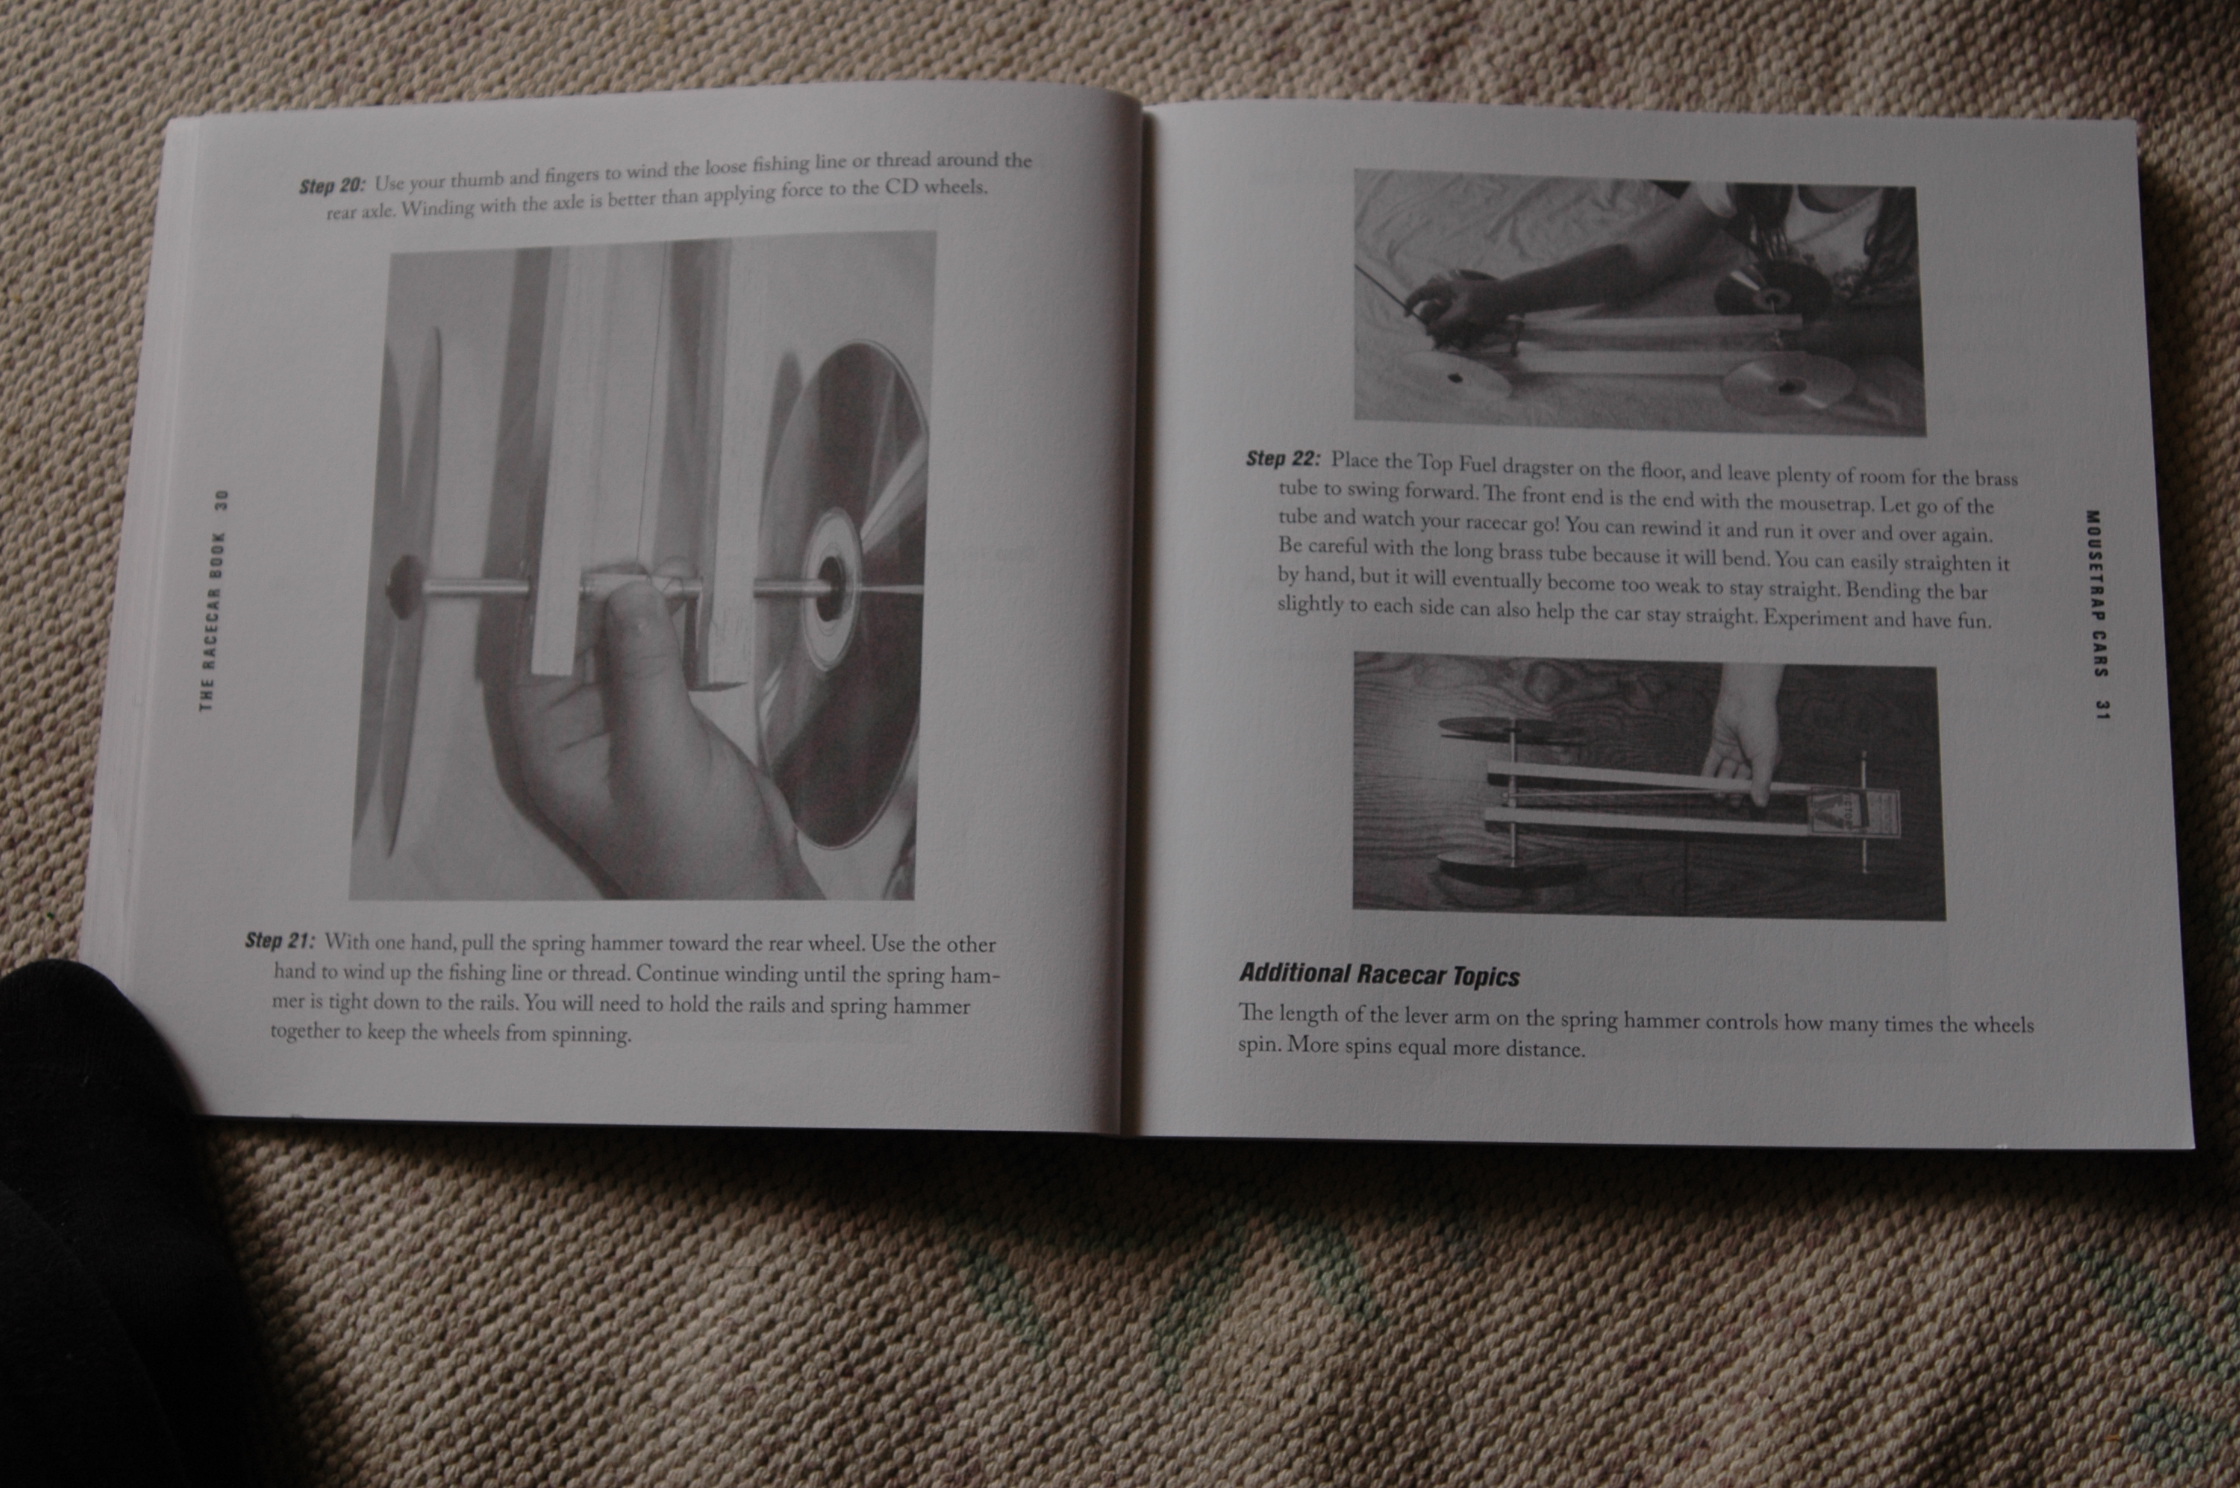 THE RACECAR BOOK 30
Step 20: Use your thumb and fingers to wind the loose fishing line or thread around the
rear axle. Winding with the axle is better than applying force to the CD wheels.
Step 21: With one hand, pull the spring hammer toward the rear wheel. Use the other
hand to wind up the fishing line or thread. Continue winding until the spring ham-
mer is tight down to the rails. You will need to hold the rails and spring hammer
together to keep the wheels from spinning.
MOUSETRAP CARS 31
Step 22: Place the Top Fuel dragster on the floor, and leave plenty of room for the brass
tube to swing forward. The front end is the end with the mousetrap. Let go of the
tube and watch your racecar go! You can rewind it and run it over and over again.
Be careful with the long brass tube because it will bend. You can easily straighten it
by hand, but it will eventually become too weak to stay straight. Bending the bar
slightly to each side can also help the car stay straight. Experiment and have fun.
VICTOR
Additional Racecar Topics
The length of the lever arm on the spring hammer controls how many times the wheels
spin. More spins equal more distance.